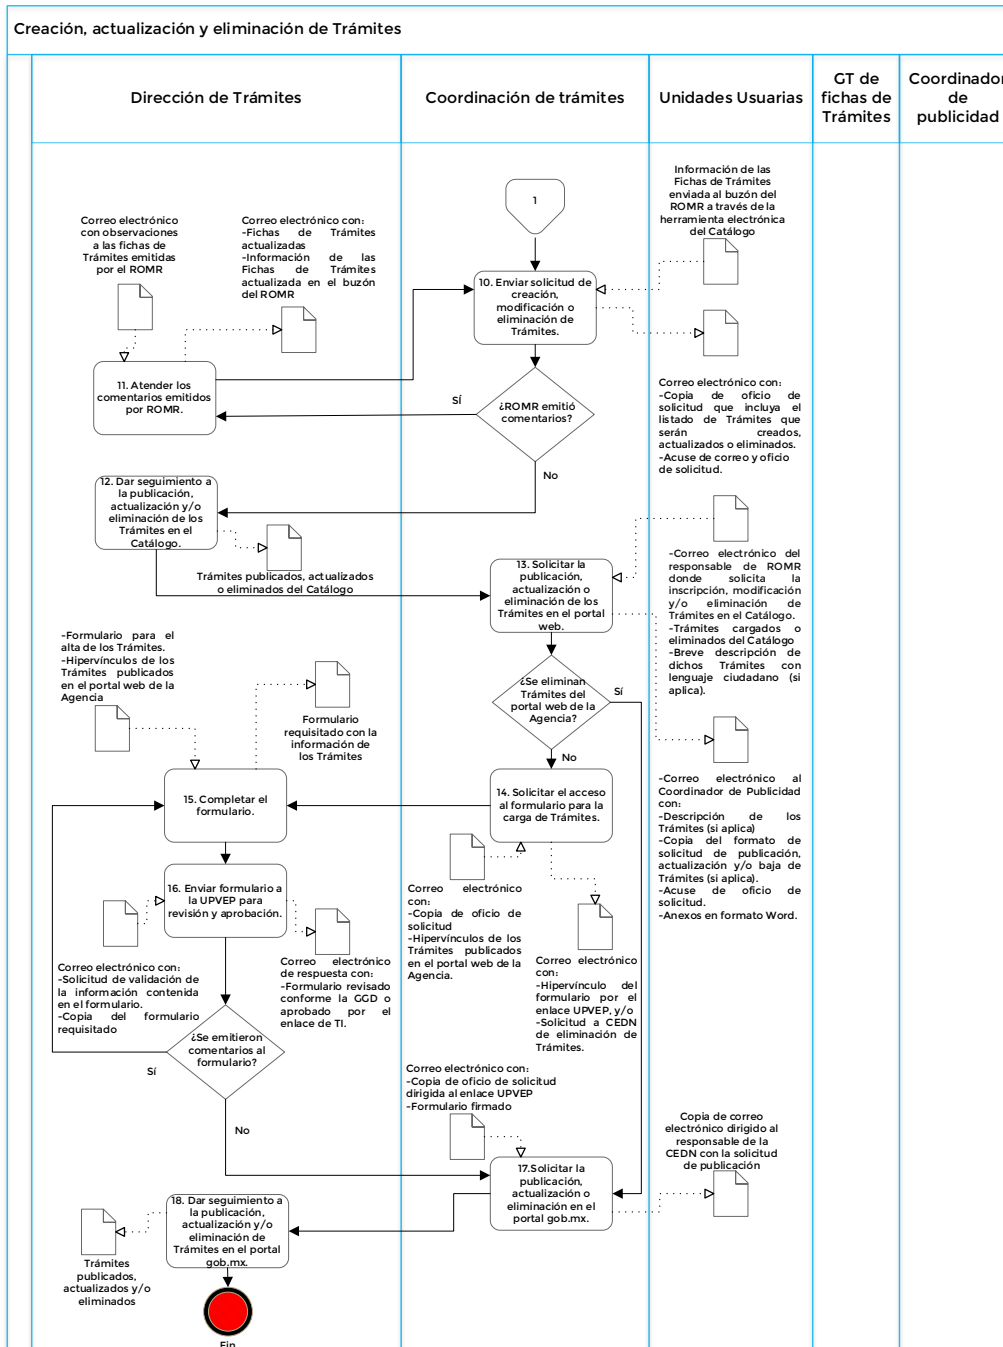 Creación, actualización y eliminación de Trámites
Dirección de Trámites
Coordinación de trámites
Unidades Usuarias
GT de
fichas de
Trámites
Coordinador
de
publicidad
1
Información de las
Fichas de Trámites
enviada al buzón del
ROMR a través de la
herramienta electrónica
del Catálogo
Correo electrónico
con observaciones
a las fichas de
Trámites emitidas
por el ROMR
Correo electrónico con:
-Fichas de Trámites
actualizadas
-Información de las
Fichas de Trámites
actualizada en el buzón
del ROMR
10. Enviar solicitud de
creación,
modificación o
eliminación de
Trámites.
11. Atender los
comentarios emitidos
por ROMR.
Sí
¿ROMR emitió
comentarios?
No
Correo electrónico con:
-Copia de oficio de
solicitud que incluya el
listado de Trámites que
serán creados,
actualizados o eliminados.
-Acuse de correo y oficio
de solicitud.
12. Dar seguimiento a
la publicación,
actualización y/o
eliminación de los
Trámites en el
Catálogo.
Trámites publicados, actualizados
o eliminados del Catálogo
13. Solicitar la
publicación,
actualización o
eliminación de los
Trámites en el portal
web.
-Correo electrónico del
responsable de ROMR
donde solicita la
inscripción, modificación
y/o eliminación de
Trámites en el Catálogo.
-Trámites cargados o
eliminados del Catálogo
-Breve descripción de
dichos Trámites con
lenguaje ciudadano (si
aplica).
-Formulario para el
alta de los Trámites.
-Hipervínculos de los
Trámites publicados
en el portal web de la
Agencia
Formulario
requisitado con la
información de
los Trámites
¿Se eliminan
Trámites del
portal web de la
Agencia?
Sí
No
14. Solicitar el acceso
al formulario para la
carga de Trámites.
15. Completar el
formulario.
-Correo electrónico al
Coordinador de Publicidad
con:
-Descripción de los
Trámites (si aplica)
-Copia del formato de
solicitud de publicación,
actualización y/o baja de
Trámites (si aplica).
-Acuse de oficio de
solicitud.
-Anexos en formato Word.
16. Enviar formulario a
la UPVEP para
revisión y aprobación.
Correo electrónico
con:
-Copia de oficio de
solicitud
-Hipervínculos de los
Trámites publicados
en el portal web de la
Agencia.
Correo electrónico con:
-Solicitud de validación de
la información contenida
en el formulario.
-Copia del formulario
requisitado
Correo electrónico
de respuesta con:
-Formulario revisado
conforme la GGD o
aprobado por el
enlace de TI.
Correo electrónico
con:
-Hipervínculo del
formulario por el
enlace UPVEP, y/o
-Solicitud a CEDN
de eliminación de
Trámites.
¿Se emitieron
comentarios al
formulario?
Sí
No
Correo electrónico con:
-Copia de oficio de solicitud
dirigida al enlace UPVEP
-Formulario firmado
Copia de correo
electrónico dirigido al
responsable de la
CEDN con la solicitud
de publicación
17.Solicitar la
publicación,
actualización o
eliminación en el
portal gob.mx.
18. Dar seguimiento a
la publicación,
actualización y/o
eliminación de
Trámites en el portal
gob.mx.
Trámites
publicados,
actualizados y/o
eliminados
Fin